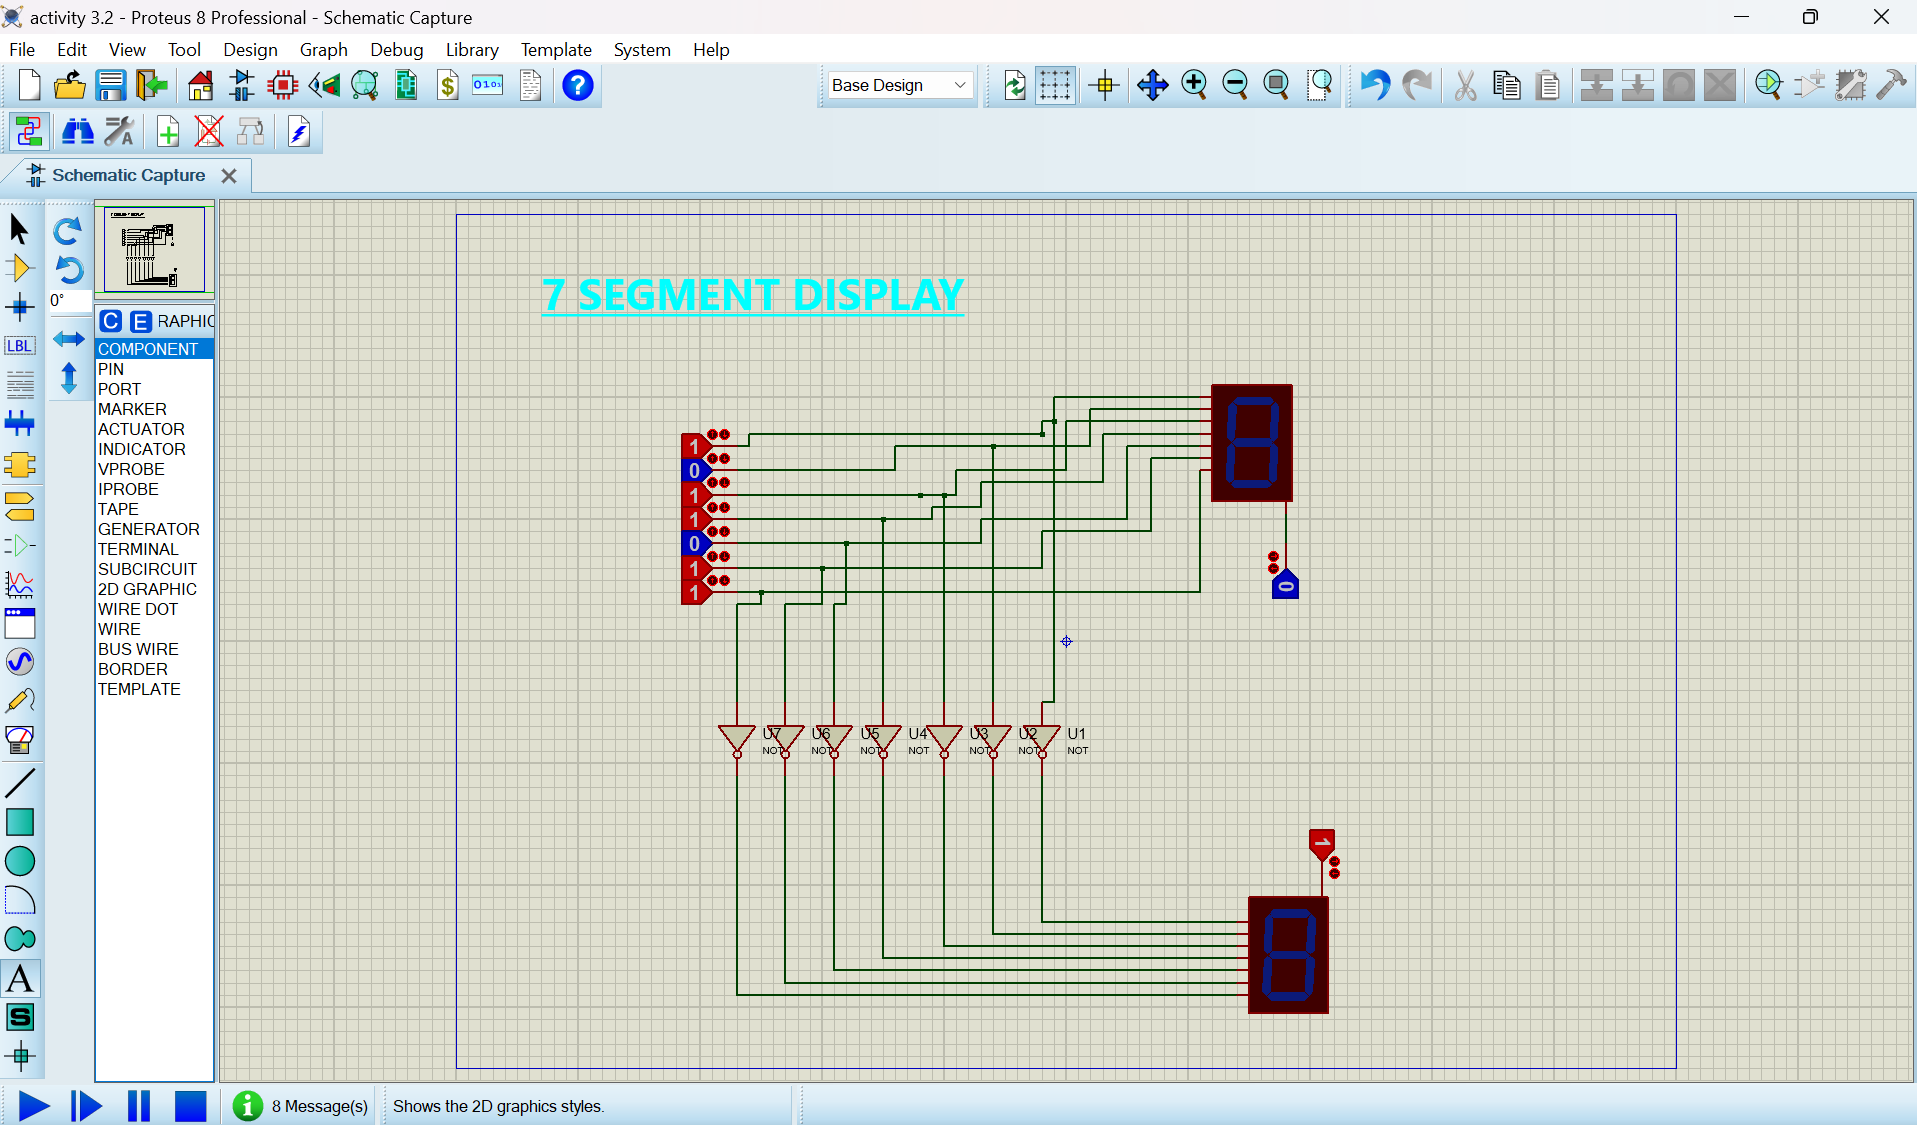 activity 3.2 - Proteus 8 Professional - Schematic Capture
File Edit View Tool Design Graph Debug Library Template System Help
$ 0101 ? Base Design
Schematic Capture
0°
C E RAPHIC
LBL
COMPONENT
PIN
PORT
MARKER
ACTUATOR
INDICATOR
VPROBE
IPROBE
TAPE
GENERATOR
TERMINAL
SUBCIRCUIT
2D GRAPHIC
WIRE DOT
WIRE
BUS WIRE
BORDER
TEMPLATE
A
S
7 SEGMENT DISPLAY
1
0
1
1
0
1
1
0
U7 U6 U5 U4 U3 U2 U1
NOT NOT NOT NOT NOT NOT NOT
1
8 Message(s) Shows the 2D graphics styles.